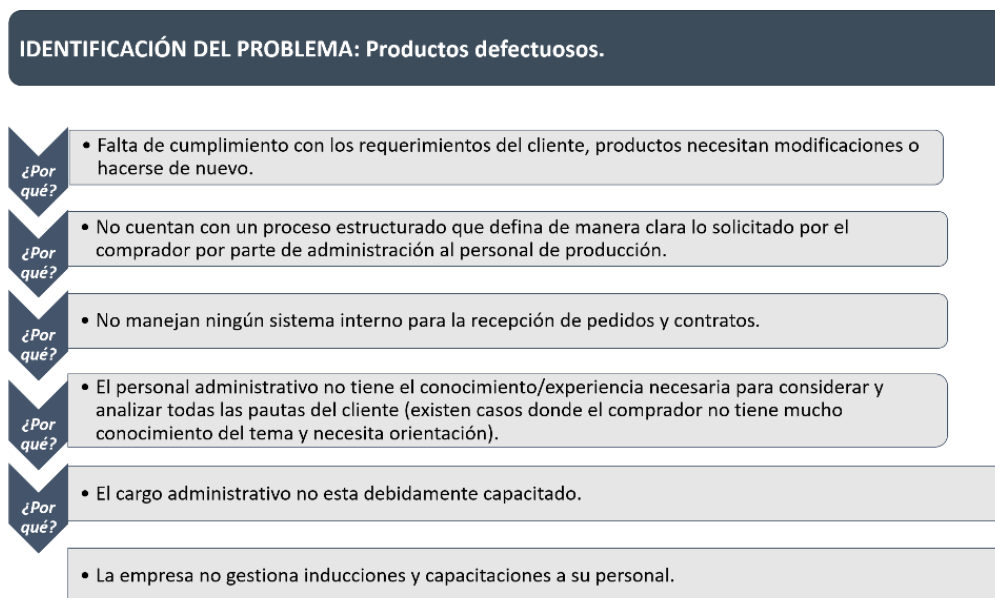 IDENTIFICACIÓN DEL PROBLEMA: Productos defectuosos.
¿Por
qué?
• Falta de cumplimiento con los requerimientos del cliente, productos necesitan modificaciones o
hacerse de nuevo.
¿Por
qué?
• No cuentan con un proceso estructurado que defina de manera clara lo solicitado por el
comprador por parte de administración al personal de producción.
¿Por
qué?
• No manejan ningún sistema interno para la recepción de pedidos y contratos.
¿Por
qué?
• El personal administrativo no tiene el conocimiento/experiencia necesaria para considerar y
analizar todas las pautas del cliente (existen casos donde el comprador no tiene mucho
conocimiento del tema y necesita orientación).
¿Por
qué?
• El cargo administrativo no esta debidamente capacitado.
• La empresa no gestiona inducciones y capacitaciones a su personal.